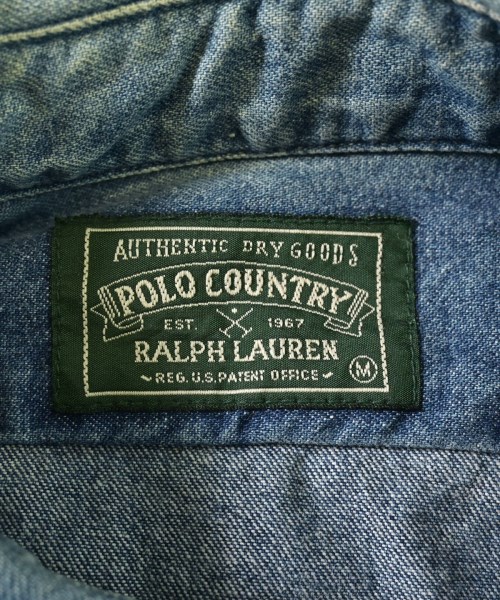 AUTHENTIC DRY GOODS
POLO COUNTRY
EST. 1967
RALPH LAUREN
REG. U.S. PATENT OFFICE
M